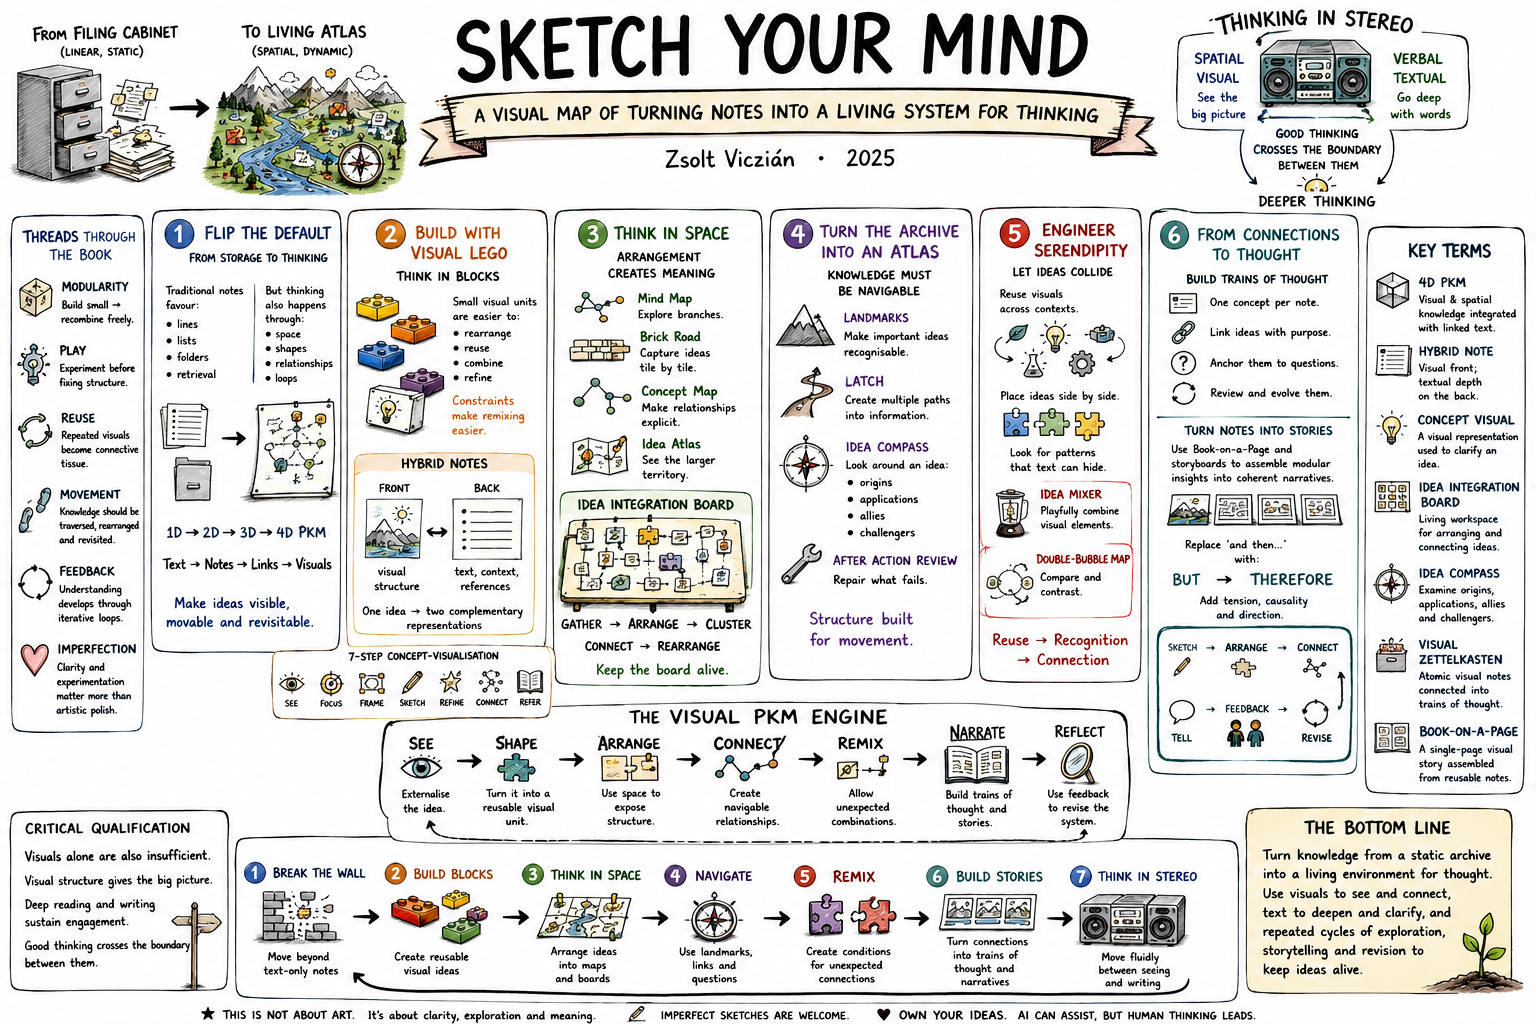 FROM FILING CABINET
(LINEAR, STATIC)
TO LIVING ATLAS
(SPATIAL, DYNAMIC)
SKETCH YOUR MIND
A VISUAL MAP OF TURNING NOTES INTO A LIVING SYSTEM FOR THINKING
Zsolt Viczián • 2025
THINKING IN STEREO
SPATIAL
VISUAL
See the
big picture
VERBAL
TEXTUAL
Go deep
with words
GOOD THINKING
CROSSES THE BOUNDARY
BETWEEN THEM
DEEPER THINKING
THREADS THROUGH
THE BOOK
MODULARITY
Build small →
recombine freely.
PLAY
Experiment before
fixing structure.
REUSE
Repeated visuals
become connective
tissue.
MOVEMENT
Knowledge should be
traversed, rearranged
and revisited.
FEEDBACK
Understanding
develops through
iterative loops.
IMPERFECTION
Clarity and
experimentation
matter more than
artistic polish.
1 FLIP THE DEFAULT
FROM STORAGE TO THINKING
Traditional notes
favour:
• lines
• lists
• folders
• retrieval
But thinking
also happens
through:
• space
• shapes
• relationships
• loops
1D → 2D → 3D → 4D PKM
Text → Notes → Links → Visuals
Make ideas visible,
movable and revisitable.
2 BUILD WITH
VISUAL LEGO
THINK IN BLOCKS
Small visual units
are easier to:
• rearrange
• reuse
• combine
• refine
Constraints
make remixing
easier.
HYBRID NOTES
FRONT
BACK
visual
structure
text, context,
references
One idea → two complementary
representations
7-STEP CONCEPT-VISUALISATION
SEE
FOCUS
FRAME
SKETCH
REFINE
CONNECT
REFER
3 THINK IN SPACE
ARRANGEMENT
CREATES MEANING
Mind Map
Explore branches.
Brick Road
Capture ideas
tile by tile.
Concept Map
Make relationships
explicit.
Idea Atlas
See the larger
territory.
IDEA INTEGRATION BOARD
GATHER → ARRANGE → CLUSTER
CONNECT → REARRANGE
Keep the board alive.
4 TURN THE ARCHIVE
INTO AN ATLAS
KNOWLEDGE MUST
BE NAVIGABLE
LANDMARKS
Make important ideas
recognisable.
LATCH
Create multiple paths
into information.
IDEA COMPASS
Look around an idea:
• origins
• applications
• allies
• challengers
AFTER ACTION REVIEW
Repair what fails.
Structure built
for movement.
5 ENGINEER
SERENDIPITY
LET IDEAS COLLIDE
Reuse visuals
across contexts.
Place ideas side by side.
Look for patterns
that text can hide.
IDEA MIXER
Playfully combine
visual elements.
DOUBLE-BUBBLE MAP
Compare and
contrast.
Reuse → Recognition
→ Connection
6 FROM CONNECTIONS
TO THOUGHT
BUILD TRAINS OF THOUGHT
One concept per note.
Link ideas with purpose.
?
Anchor them to questions.
Review and evolve them.
TURN NOTES INTO STORIES
Use Book-on-a-Page and
storyboards to assemble modular
insights into coherent narratives.
Replace 'and then...'
with:
BUT → THEREFORE
Add tension, causality
and direction.
SKETCH → ARRANGE → CONNECT
TELL → FEEDBACK → REVISE
KEY TERMS
4D PKM
Visual & spatial
knowledge integrated
with linked text.
HYBRID NOTE
Visual front;
textual depth
on the back.
CONCEPT VISUAL
A visual representation
used to clarify an
idea.
IDEA INTEGRATION
BOARD
Living workspace
for arranging and
connecting ideas.
IDEA COMPASS
Examine origins,
applications, allies
and challengers.
VISUAL
ZETTELKASTEN
Atomic visual notes
connected into
trains of thought.
BOOK-ON-A-PAGE
A single-page visual
story assembled
from reusable notes.
THE VISUAL PKM ENGINE
SEE
Externalise
the idea.
SHAPE
Turn it into a
reusable visual
unit.
ARRANGE
Use space to
expose
structure.
CONNECT
Create
navigable
relationships.
REMIX
Allow
unexpected
combinations.
NARRATE
Build trains of
thought and
stories.
REFLECT
Use feedback
to revise the
system.
CRITICAL QUALIFICATION
Visuals alone are also insufficient.
Visual structure gives the big picture.
Deep reading and writing
sustain engagement.
Good thinking crosses the boundary
between them.
1 BREAK THE WALL
Move beyond
text-only notes
2 BUILD BLOCKS
Create reusable
visual ideas
3 THINK IN SPACE
Arrange ideas
into maps
and boards
4 NAVIGATE
Use landmarks,
links and
questions
5 REMIX
Create conditions
for unexpected
connections
6 BUILD STORIES
Turn connections
into trains of
thought and
narratives
7 THINK IN STEREO
Move fluidly
between seeing
and writing
THE BOTTOM LINE
Turn knowledge from a static archive
into a living environment for thought.
Use visuals to see and connect,
text to deepen and clarify, and
repeated cycles of exploration,
storytelling and revision to
keep ideas alive.
★ THIS IS NOT ABOUT ART. It's about clarity, exploration and meaning.
IMPERFECT SKETCHES ARE WELCOME.
♥ OWN YOUR IDEAS. AI CAN ASSIST, BUT HUMAN THINKING LEADS.